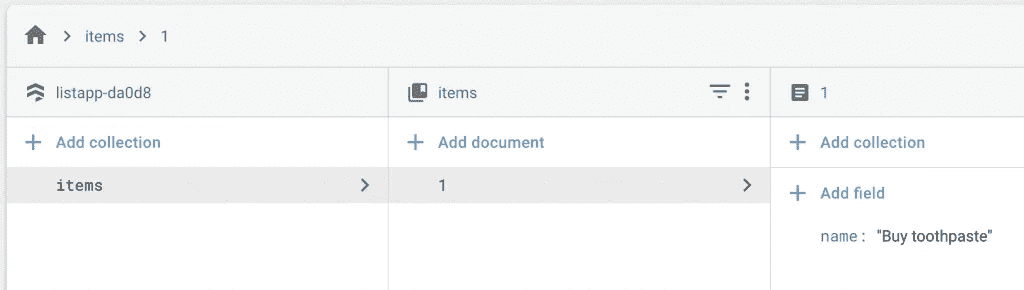 items 1
listapp-da0d8
items
1
+ Add collection
+ Add document
+ Add collection
items
1
+ Add field
name: "Buy toothpaste"